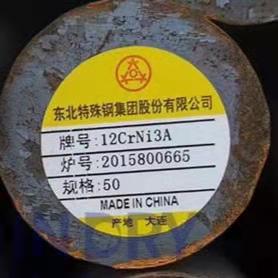 东北特殊钢集团股份有限公司
牌号:12CrNi3A
炉号:2015800665
规格:50
MADE IN CHINA
产地 大连